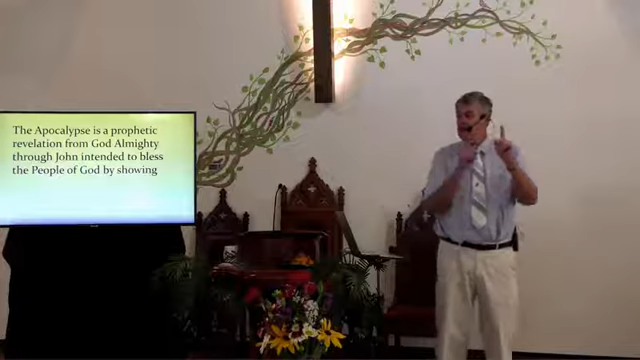 The Apocalypse is a prophetic
revelation from God Almighty
through John intended to bless
the People of God by showing